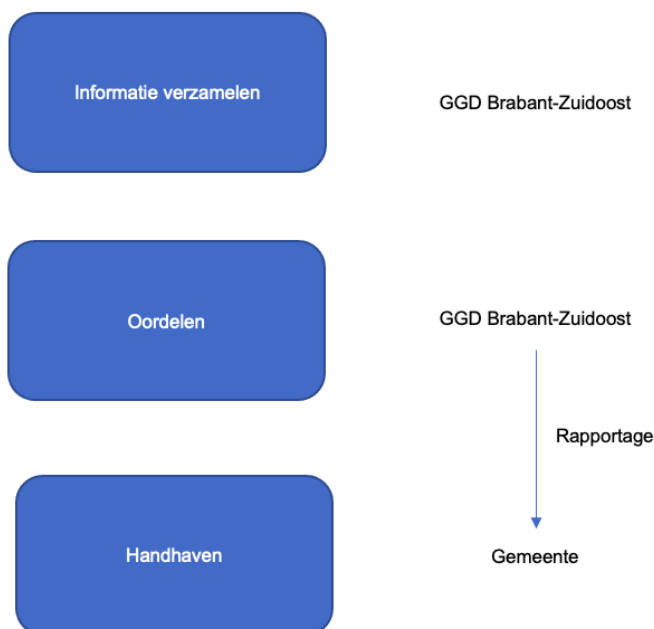 Informatie verzamelen
GGD Brabant-Zuidoost
Oordelen
GGD Brabant-Zuidoost
Rapportage
Handhaven
Gemeente